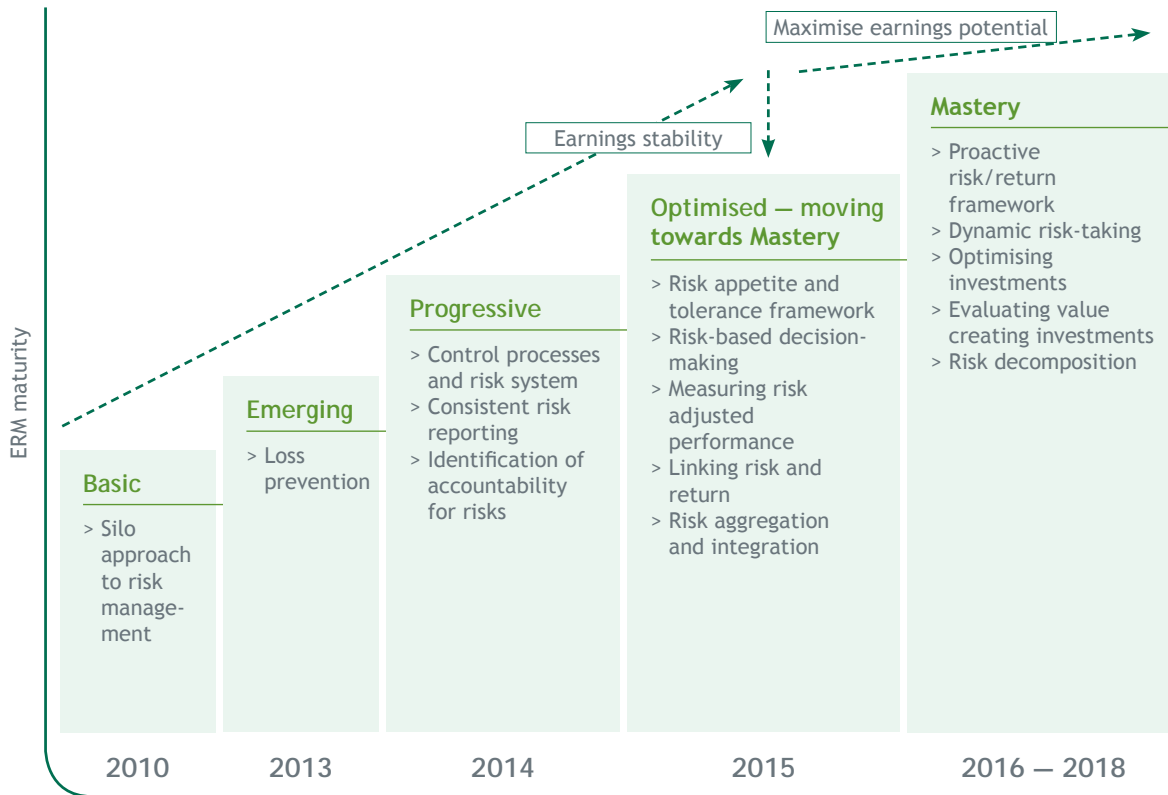 Maximise earnings potential
Earnings stability
ERM maturity
Basic
> Silo
approach
to risk
manage-
ment
Emerging
> Loss
prevention
Progressive
> Control processes
and risk system
> Consistent risk
reporting
> Identification of
accountability
for risks
Optimised — moving
towards Mastery
> Risk appetite and
tolerance framework
> Risk-based decision-
making
> Measuring risk
adjusted
performance
> Linking risk and
return
> Risk aggregation
and integration
Mastery
> Proactive
risk/return
framework
> Dynamic risk-taking
> Optimising
investments
> Evaluating value
creating investments
> Risk decomposition
2010
2013
2014
2015
2016 — 2018